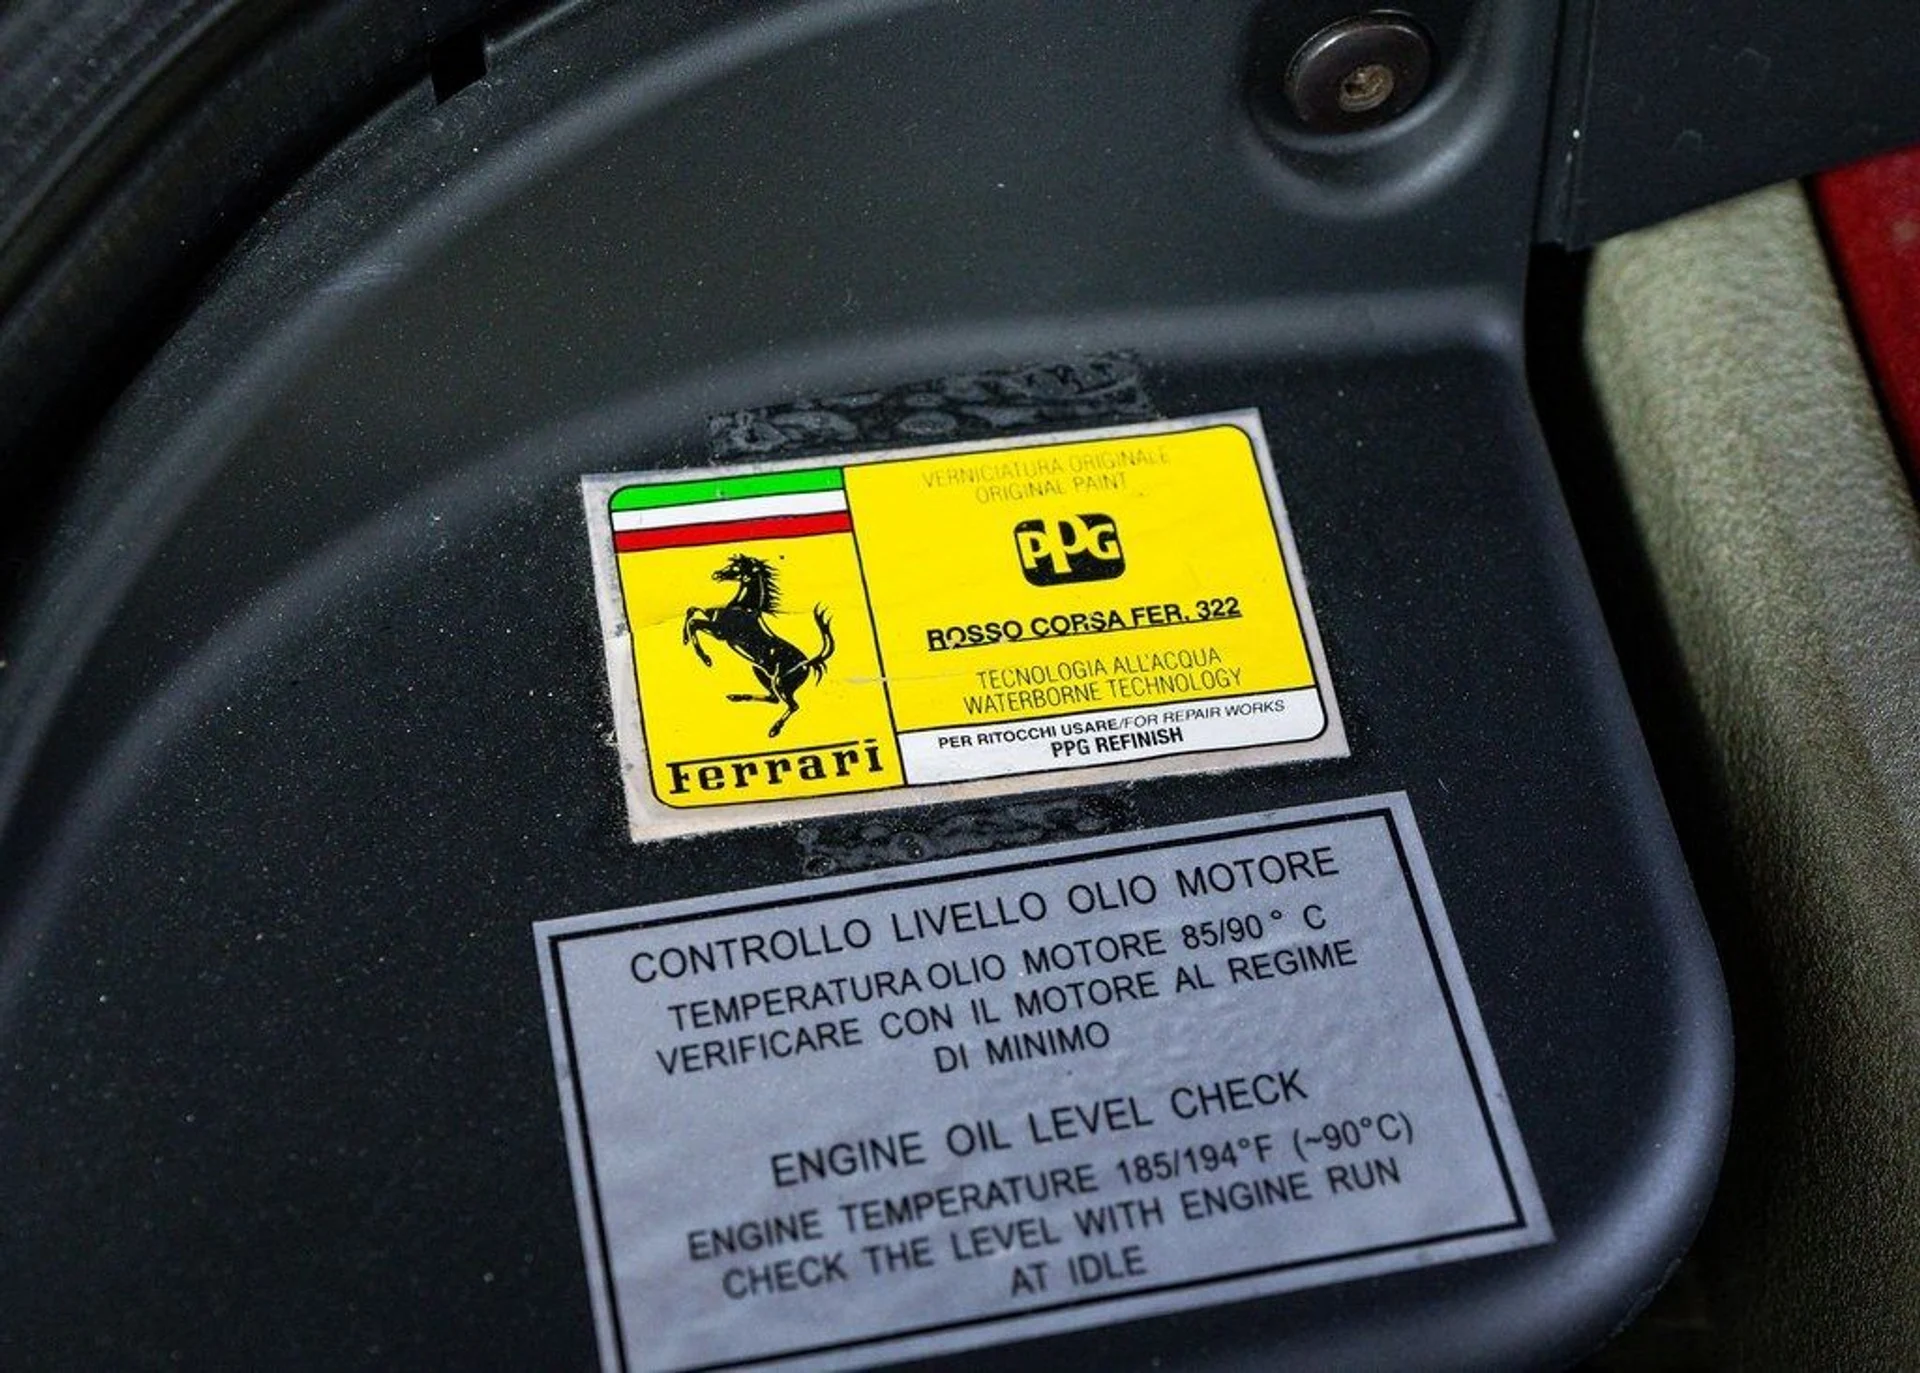 VERNICIATURA ORIGINALE
ORIGINAL PAINT
PPG
ROSSO CORSA FER. 322
TECNOLOGIA ALL'ACQUA
WATERBORNE TECHNOLOGY
PER RITOCCHI USARE/FOR REPAIR WORKS
PPG REFINISH
Ferrari
CONTROLLO LIVELLO OLIO MOTORE
TEMPERATURA OLIO MOTORE 85/90 ° C
VERIFICARE CON IL MOTORE AL REGIME
DI MINIMO
ENGINE OIL LEVEL CHECK
ENGINE TEMPERATURE 185/194°F (~90°C)
CHECK THE LEVEL WITH ENGINE RUN
AT IDLE